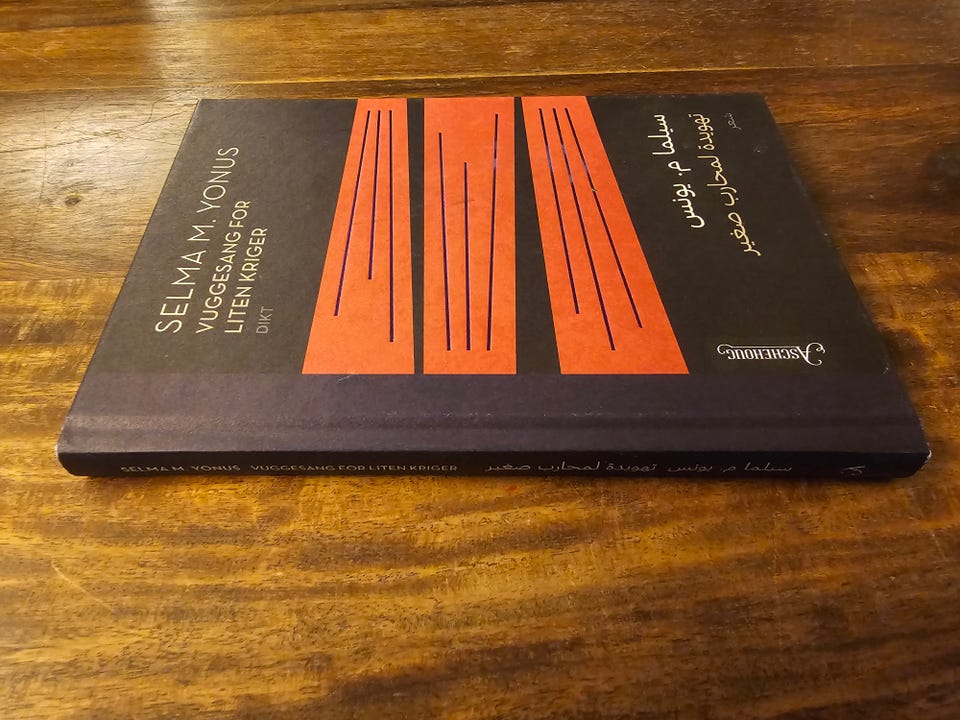 SELMA M. YONUS
VUGGESANG FOR
LITEN KRIGER
DIKT
سيلما م. يونس
تهويدة لمحارب صغير
شعر
ASCHEHOUG
SELMA M. YONUS VUGGESANG FOR LITEN KRIGER سيلما م. يونس تهويدة لمحارب صغير